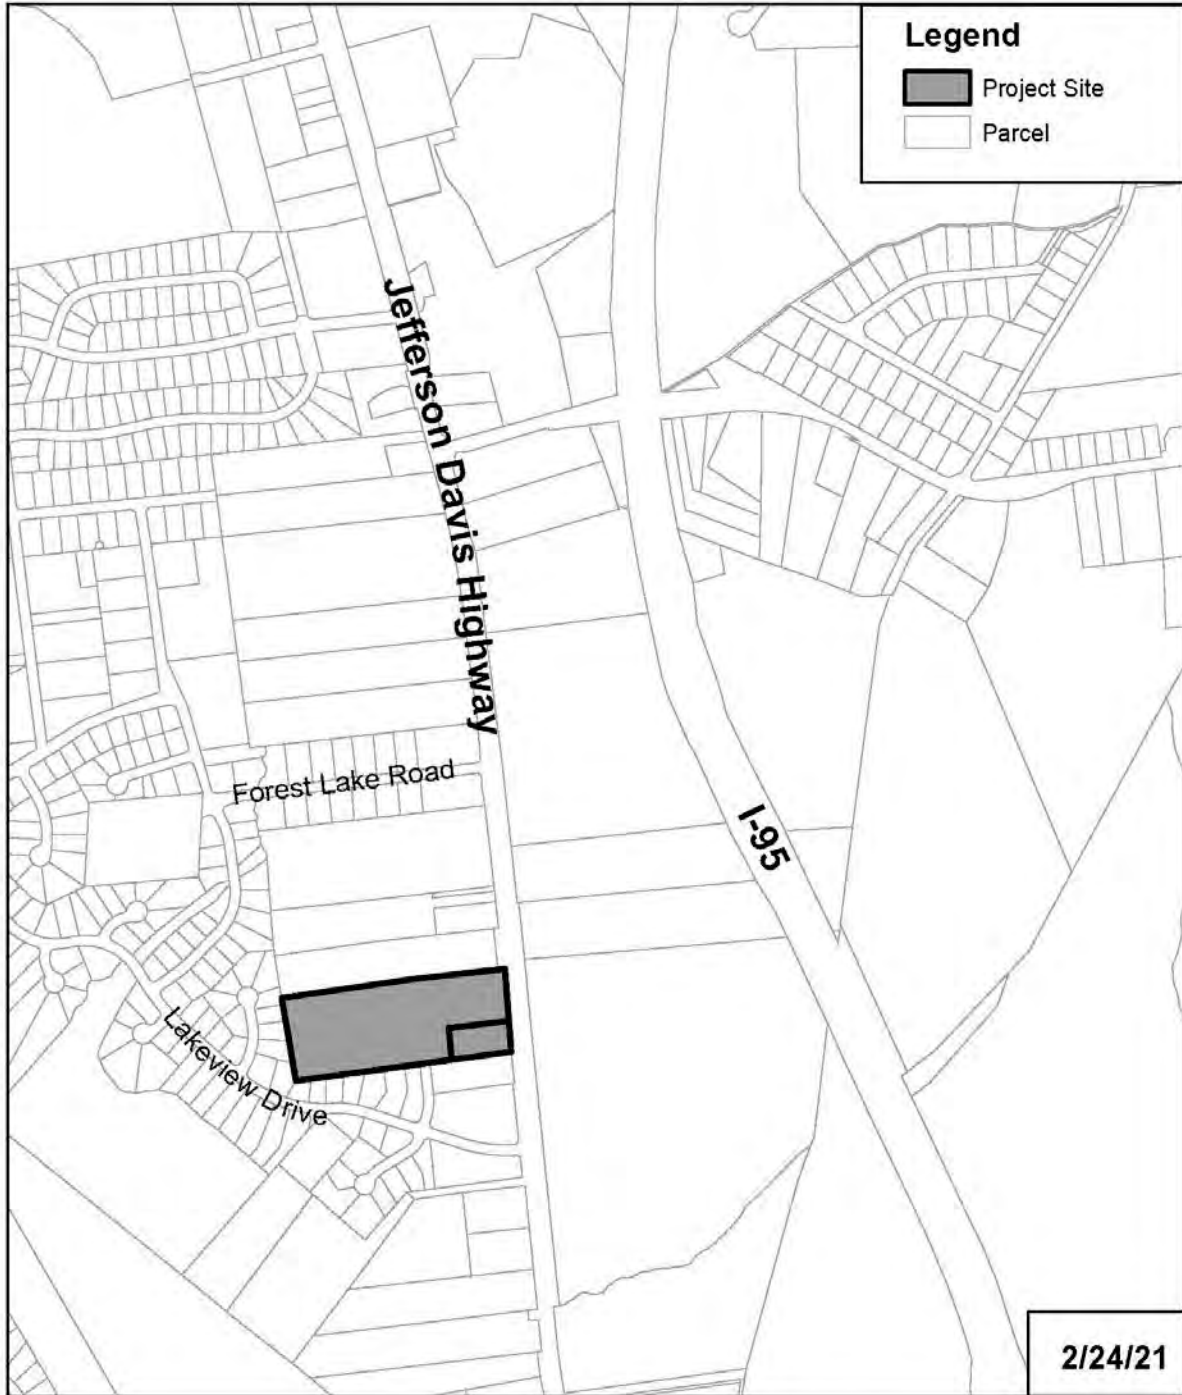 Legend
Project Site
Parcel
Jefferson Davis Highway
Forest Lake Road
I-95
Lakeview Drive
2/24/21